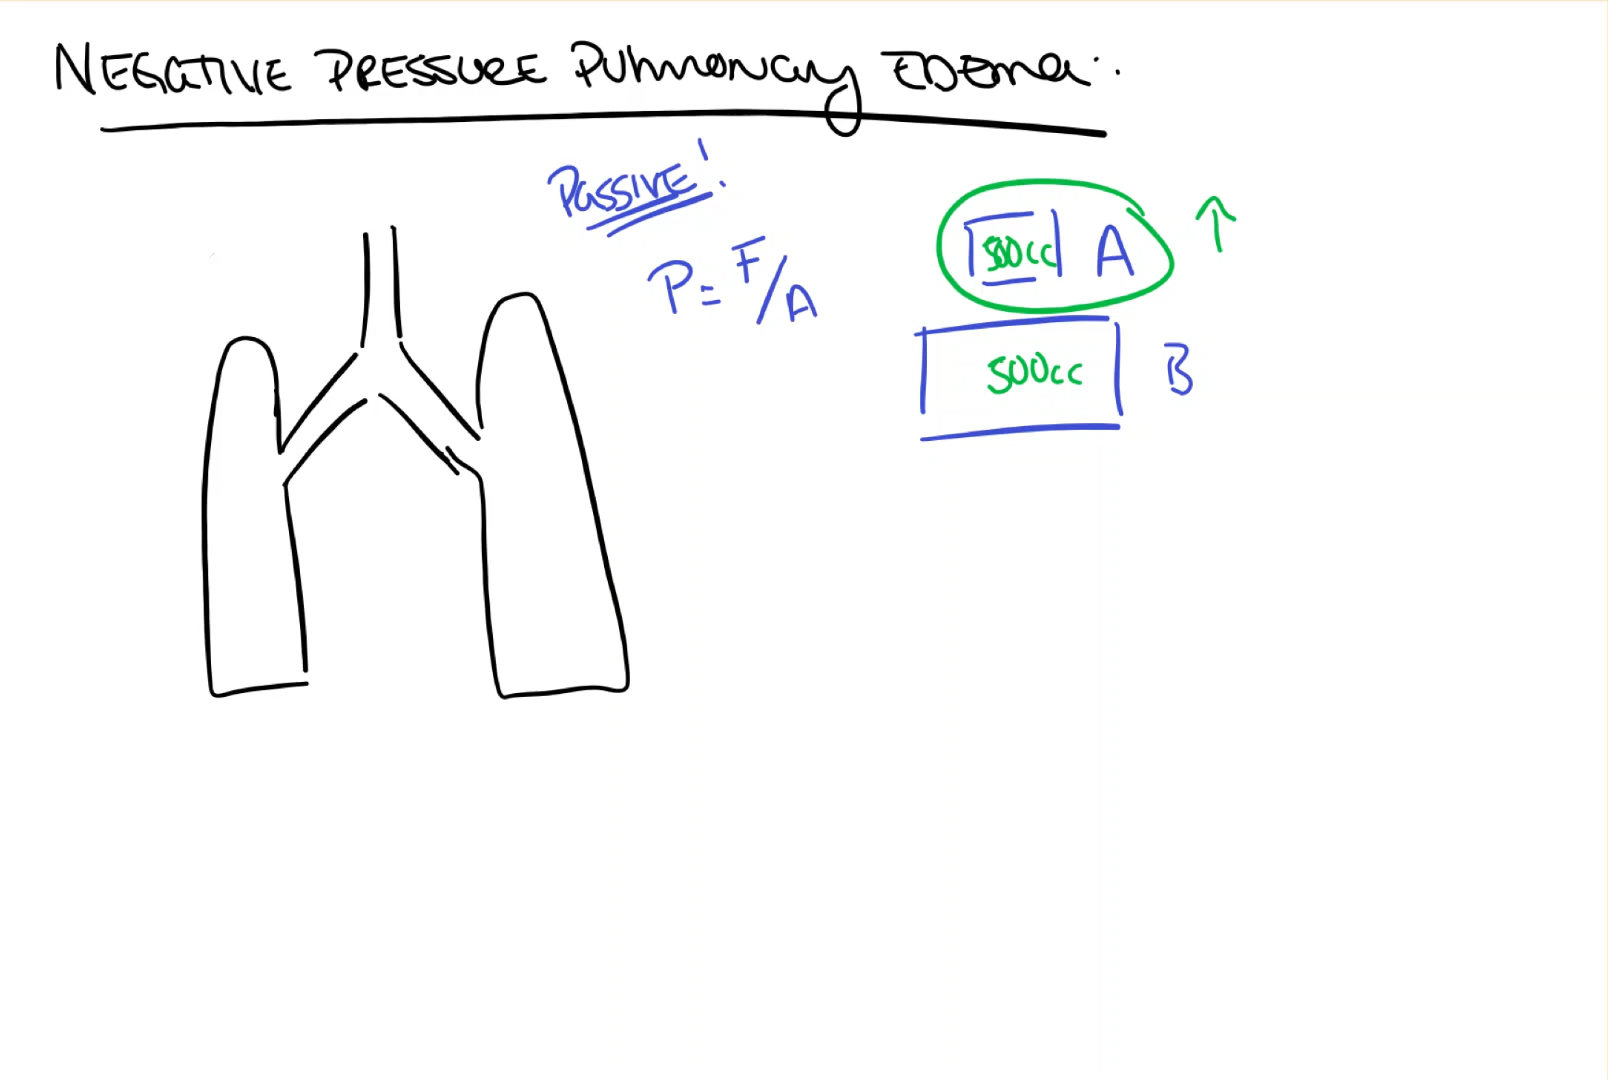 NEGATIVE PRESSURE Pulmonary EDEMA.
PASSIVE!
P = F/A
500cc A ↑
500cc B